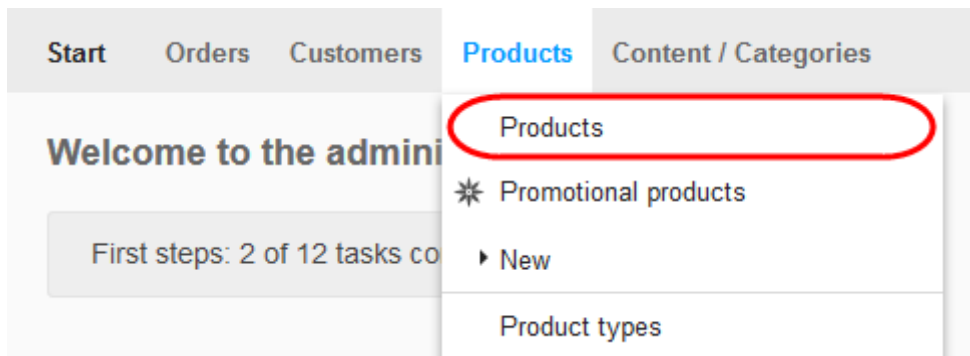 Start Orders Customers Products Content / Categories
Products
Welcome to the admini
Promotional products
First steps: 2 of 12 tasks co
New
Product types